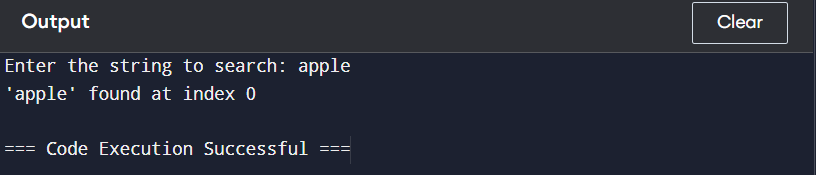 Output
Clear
Enter the string to search: apple
'apple' found at index 0
=== Code Execution Successful ===